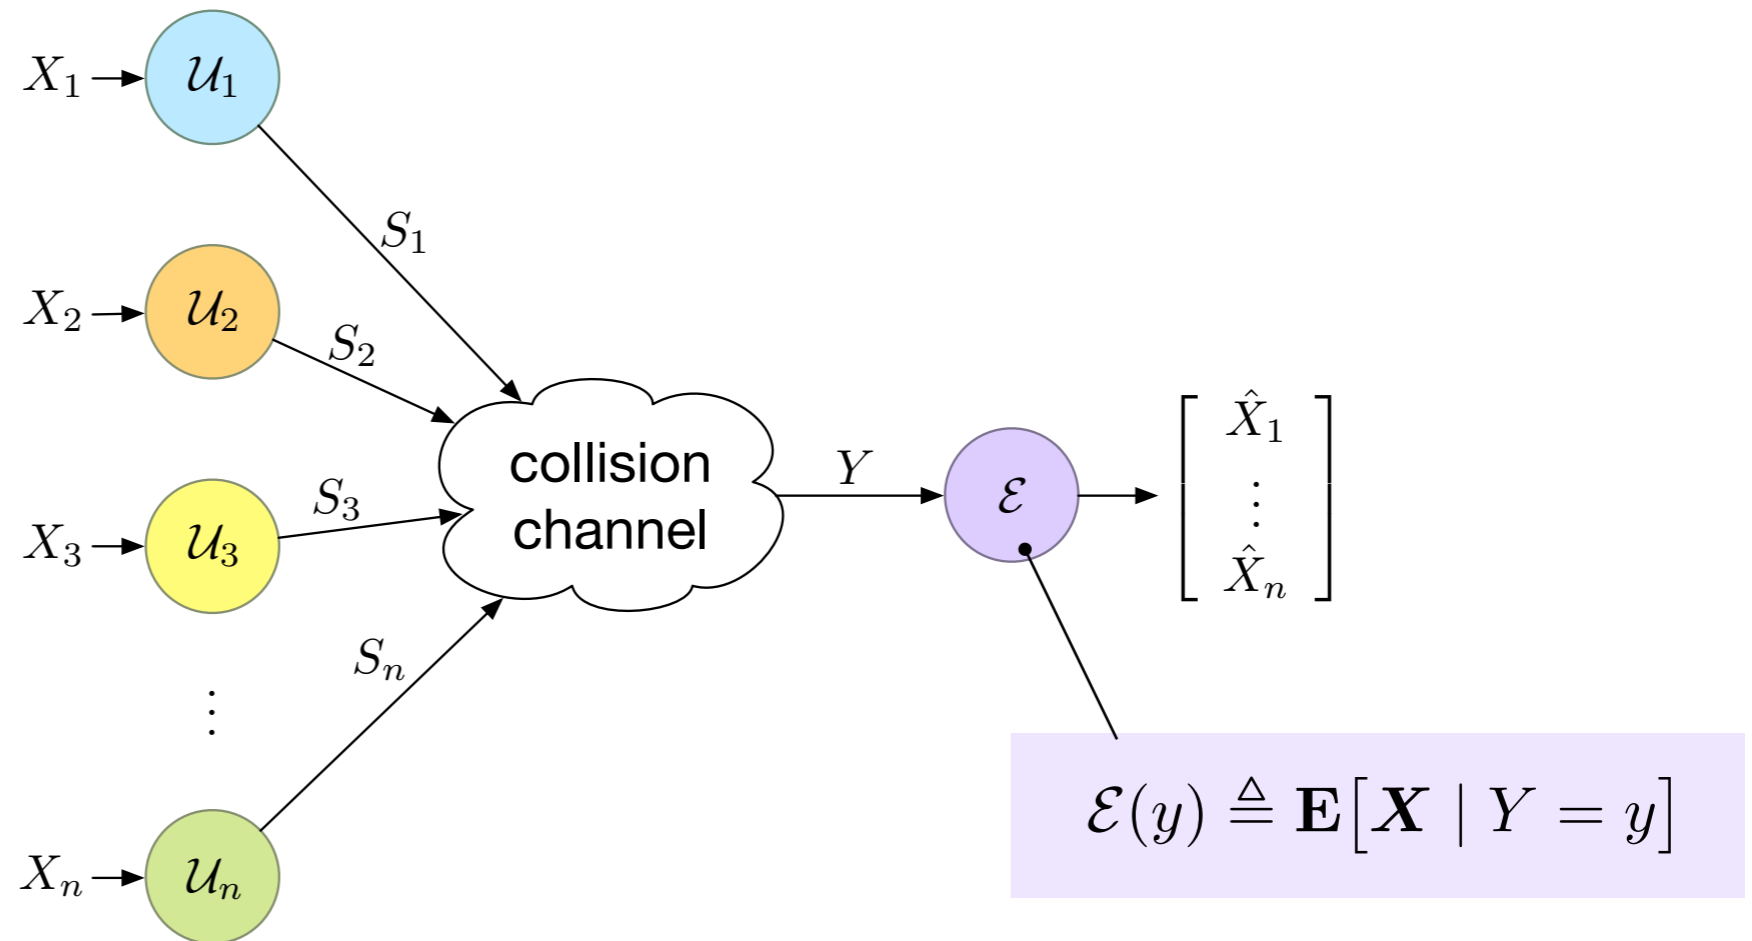 X₁
𝒰₁
S₁
X₂
𝒰₂
S₂
X₃
𝒰₃
S₃
⋮
Xₙ
𝒰ₙ
Sₙ
collision
channel
Y
ℰ
X̂₁
⋮
X̂ₙ
ℰ(y) ≜ 𝐄[𝑿 | Y = y]